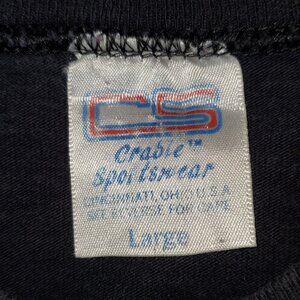 CS
Crable™
Sportswear
CINCINNATI, OHIO U.S.A
SEE REVERSE FOR CARE
Large